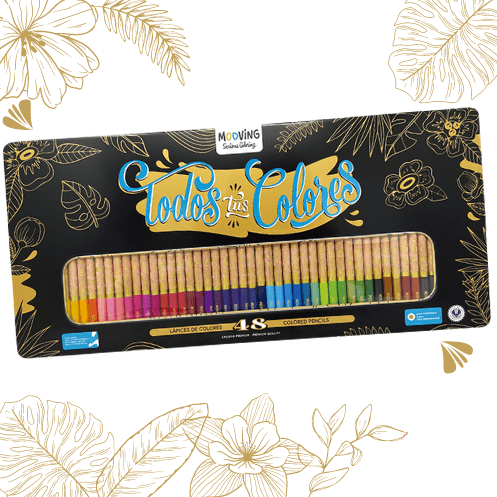 MOOVING
Serious Coloring
Todos tus Colores
LÁPICES DE COLORES 48 COLORED PENCILS
CALIDAD PREMIUM - PREMIUM QUALITY